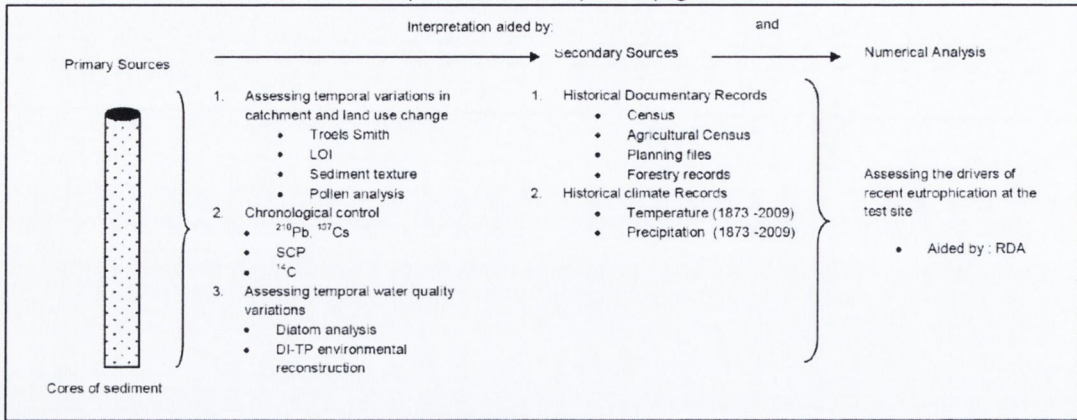 Interpretation aided by:
and
Primary Sources
Secondary Sources
Numerical Analysis
1. Assessing temporal variations in
catchment and land use change
• Troels Smith
• LOI
• Sediment texture
• Pollen analysis
2. Chronological control
• ²¹⁰Pb, ¹³⁷Cs
• SCP
• ¹⁴C
3. Assessing temporal water quality
variations
• Diatom analysis
• DI-TP environmental
reconstruction
Cores of sediment
1. Historical Documentary Records
• Census
• Agricultural Census
• Planning files
• Forestry records
2. Historical climate Records
• Temperature (1873 -2009)
• Precipitation (1873 -2009)
Assessing the drivers of
recent eutrophication at the
test site
• Aided by : RDA